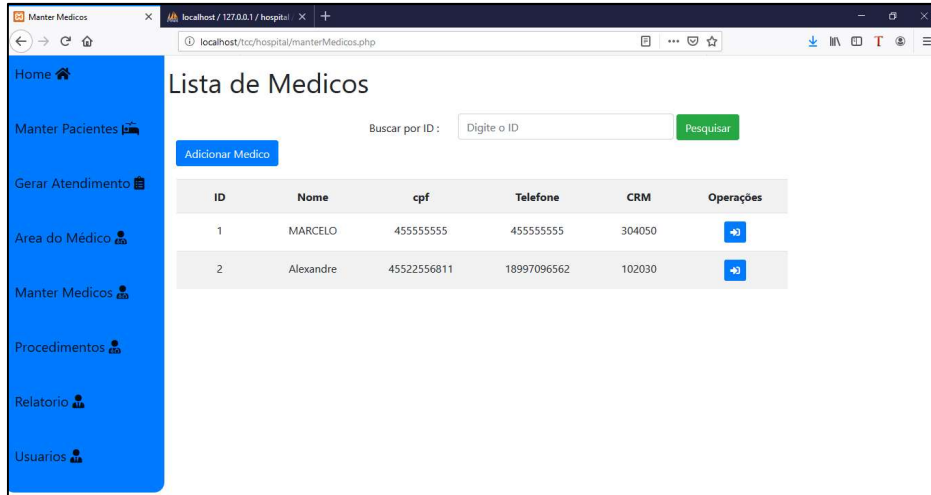 Manter Medicos
localhost / 127.0.0.1 / hospital
localhost/tcc/hospital/manterMedicos.php
Home
Manter Pacientes
Gerar Atendimento
Area do Médico
Manter Medicos
Procedimentos
Relatorio
Usuarios
Lista de Medicos
Buscar por ID :
Digite o ID
Pesquisar
Adicionar Medico
ID Nome cpf Telefone CRM Operações
1 MARCELO 455555555 455555555 304050
2 Alexandre 45522556811 18997096562 102030